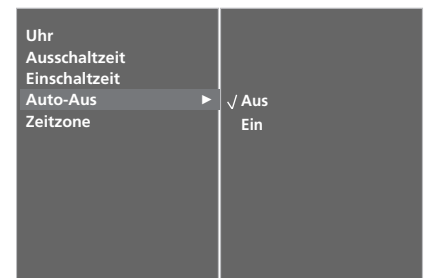 Uhr
Ausschaltzeit
Einschaltzeit
Auto-Aus ►
Zeitzone
√ Aus
Ein